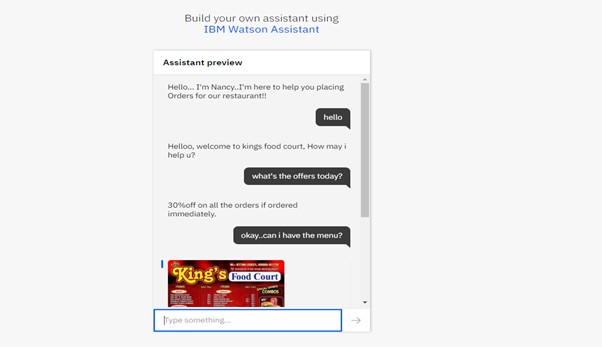 Build your own assistant using
IBM Watson Assistant
Assistant preview
Hello... I'm Nancy..I'm here to help you placing
Orders for our restaurant!!
hello
Helloo, welcome to kings food court, How may i
help u?
what's the offers today?
30%off on all the orders if ordered
immediately.
okay..can i have the menu?
King's
Food Court
COMBOS
Type something...